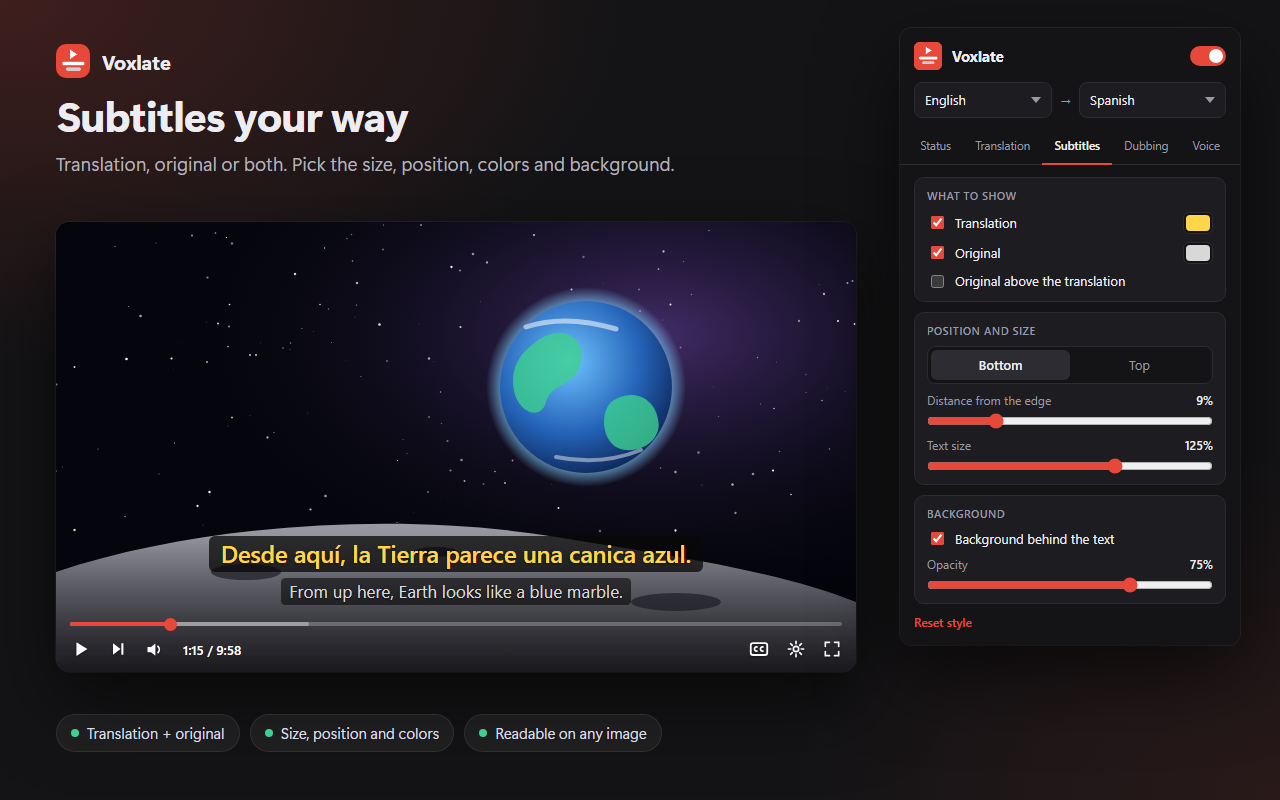 Voxlate
Subtitles your way
Translation, original or both. Pick the size, position, colors and background.
Desde aquí, la Tierra parece una canica azul.
From up here, Earth looks like a blue marble.
1:15 / 9:58
CC
Translation + original
Size, position and colors
Readable on any image
Voxlate
English → Spanish
Status Translation Subtitles Dubbing Voice
WHAT TO SHOW
Translation
Original
Original above the translation
POSITION AND SIZE
Bottom Top
Distance from the edge 9%
Text size 125%
BACKGROUND
Background behind the text
Opacity 75%
Reset style